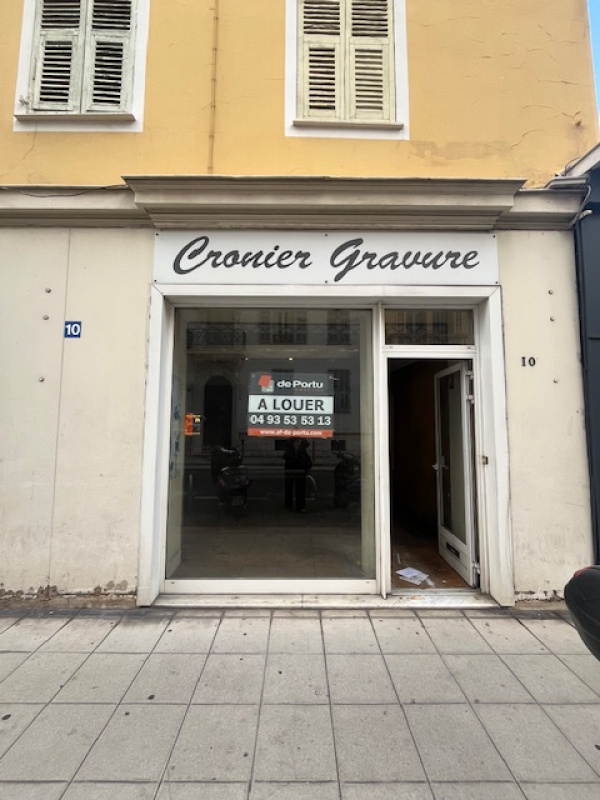 Cronier Gravure
10
10
de Portu
A LOUER
04 93 53 53 13
www.af-de-portu.com